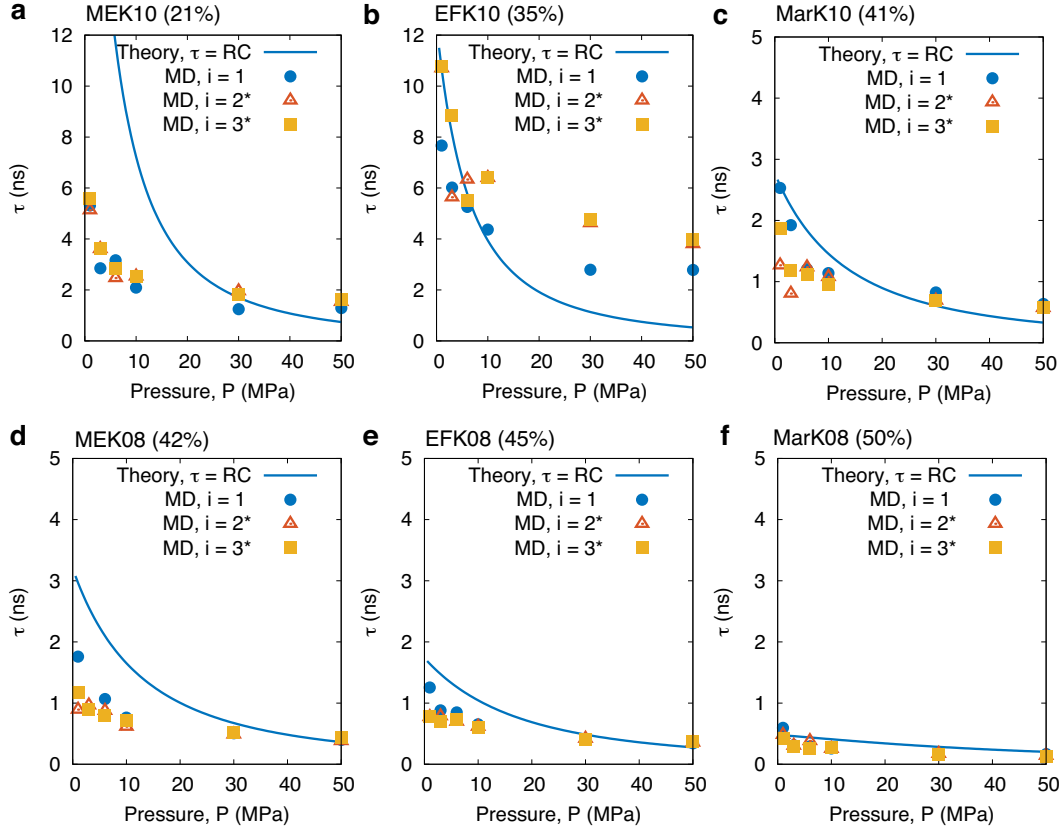 a MEK10 (21%)
Theory, τ = RC
MD, i = 1
MD, i = 2*
MD, i = 3*
τ (ns)
12
10
8
6
4
2
0
0 10 20 30 40 50
Pressure, P (MPa)
b EFK10 (35%)
Theory, τ = RC
MD, i = 1
MD, i = 2*
MD, i = 3*
τ (ns)
12
10
8
6
4
2
0
0 10 20 30 40 50
Pressure, P (MPa)
c MarK10 (41%)
Theory, τ = RC
MD, i = 1
MD, i = 2*
MD, i = 3*
τ (ns)
5
4
3
2
1
0
0 10 20 30 40 50
Pressure, P (MPa)
d MEK08 (42%)
Theory, τ = RC
MD, i = 1
MD, i = 2*
MD, i = 3*
τ (ns)
5
4
3
2
1
0
0 10 20 30 40 50
Pressure, P (MPa)
e EFK08 (45%)
Theory, τ = RC
MD, i = 1
MD, i = 2*
MD, i = 3*
τ (ns)
5
4
3
2
1
0
0 10 20 30 40 50
Pressure, P (MPa)
f MarK08 (50%)
Theory, τ = RC
MD, i = 1
MD, i = 2*
MD, i = 3*
τ (ns)
5
4
3
2
1
0
0 10 20 30 40 50
Pressure, P (MPa)